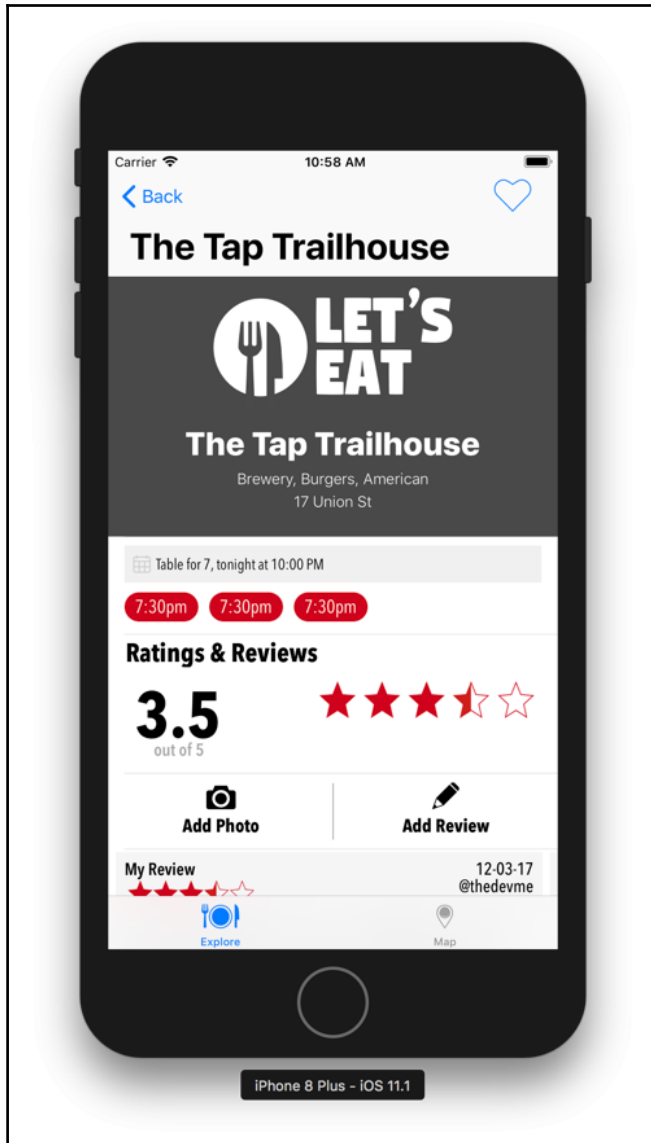 Carrier 10:58 AM
Back
The Tap Trailhouse
LET'S
EAT
The Tap Trailhouse
Brewery, Burgers, American
17 Union St
Table for 7, tonight at 10:00 PM
7:30pm 7:30pm 7:30pm
Ratings & Reviews
3.5
out of 5
Add Photo Add Review
My Review 12-03-17
@thedevme
Explore Map
iPhone 8 Plus - iOS 11.1